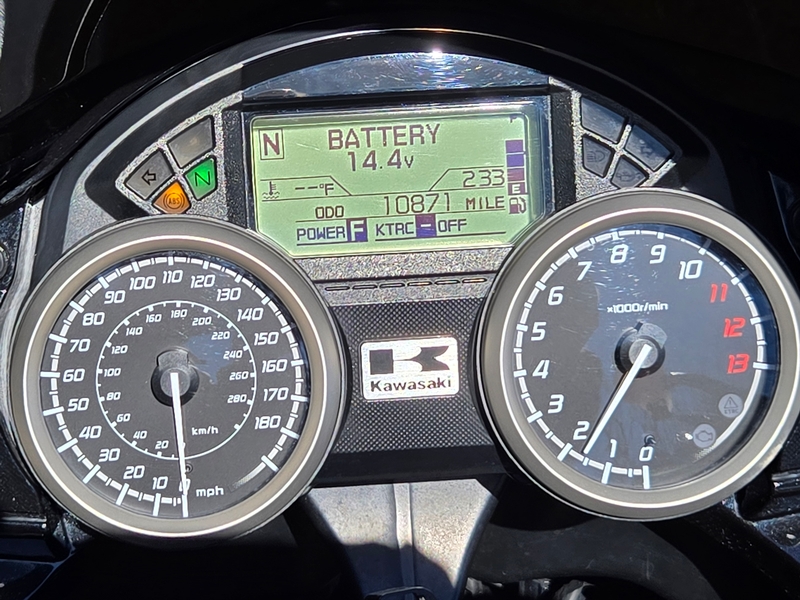 N
BATTERY
14.4v
--°F
233
E
ODO 10871 MILE
POWER F KTRC - OFF
N
ABS
0 10 20 30 40 50 60 70 80 90 100 110 120 130 140 150 160 170 180
mph
20 40 60 80 100 120 140 160 180 200 220 240 260 280
km/h
Kawasaki
0 1 2 3 4 5 6 7 8 9 10 11 12 13
×1000r/min